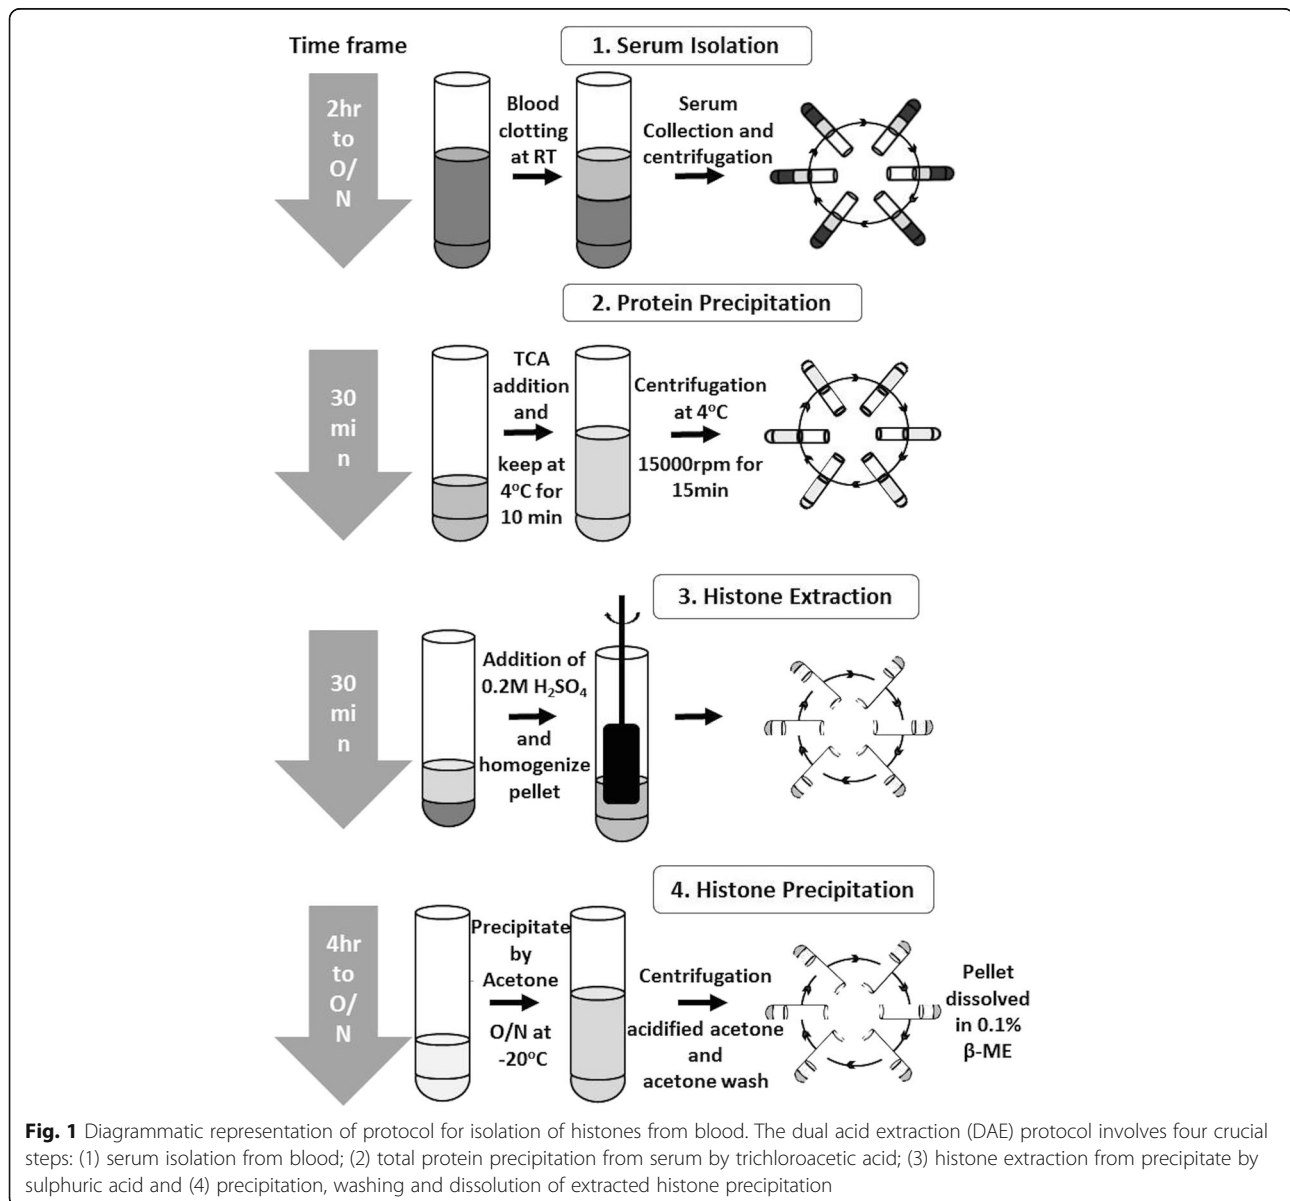 Time frame
1. Serum Isolation
2hr
to
O/
N
Blood
clotting
at RT
Serum
Collection and
centrifugation
2. Protein Precipitation
30
mi
n
TCA
addition
and
keep at
4°C for
10 min
Centrifugation
at 4°C
15000rpm for
15min
3. Histone Extraction
30
mi
n
Addition of
0.2M H₂SO₄
and
homogenize
pellet
4. Histone Precipitation
4hr
to
O/
N
Precipitate
by
Acetone
O/N at
-20°C
Centrifugation
acidified acetone
and
acetone wash
Pellet
dissolved
in 0.1%
β-ME
Fig. 1 Diagrammatic representation of protocol for isolation of histones from blood. The dual acid extraction (DAE) protocol involves four crucial
steps: (1) serum isolation from blood; (2) total protein precipitation from serum by trichloroacetic acid; (3) histone extraction from precipitate by
sulphuric acid and (4) precipitation, washing and dissolution of extracted histone precipitation